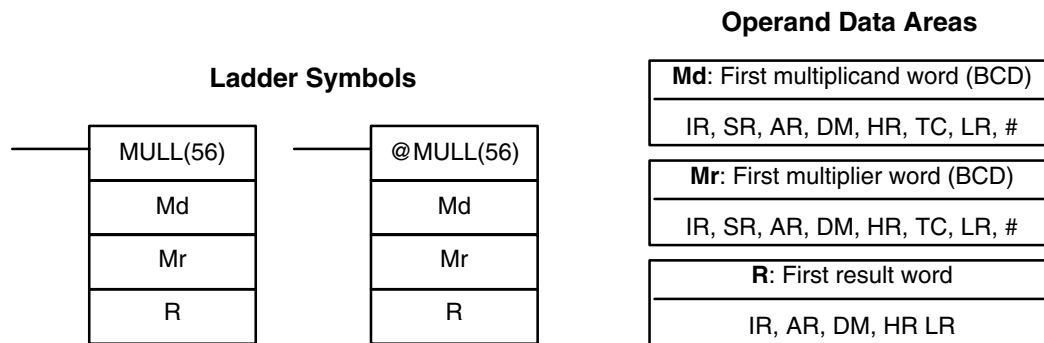 Ladder Symbols
MULL(56)
Md
Mr
R
@MULL(56)
Md
Mr
R
Operand Data Areas
Md: First multiplicand word (BCD)
IR, SR, AR, DM, HR, TC, LR, #
Mr: First multiplier word (BCD)
IR, SR, AR, DM, HR, TC, LR, #
R: First result word
IR, AR, DM, HR LR